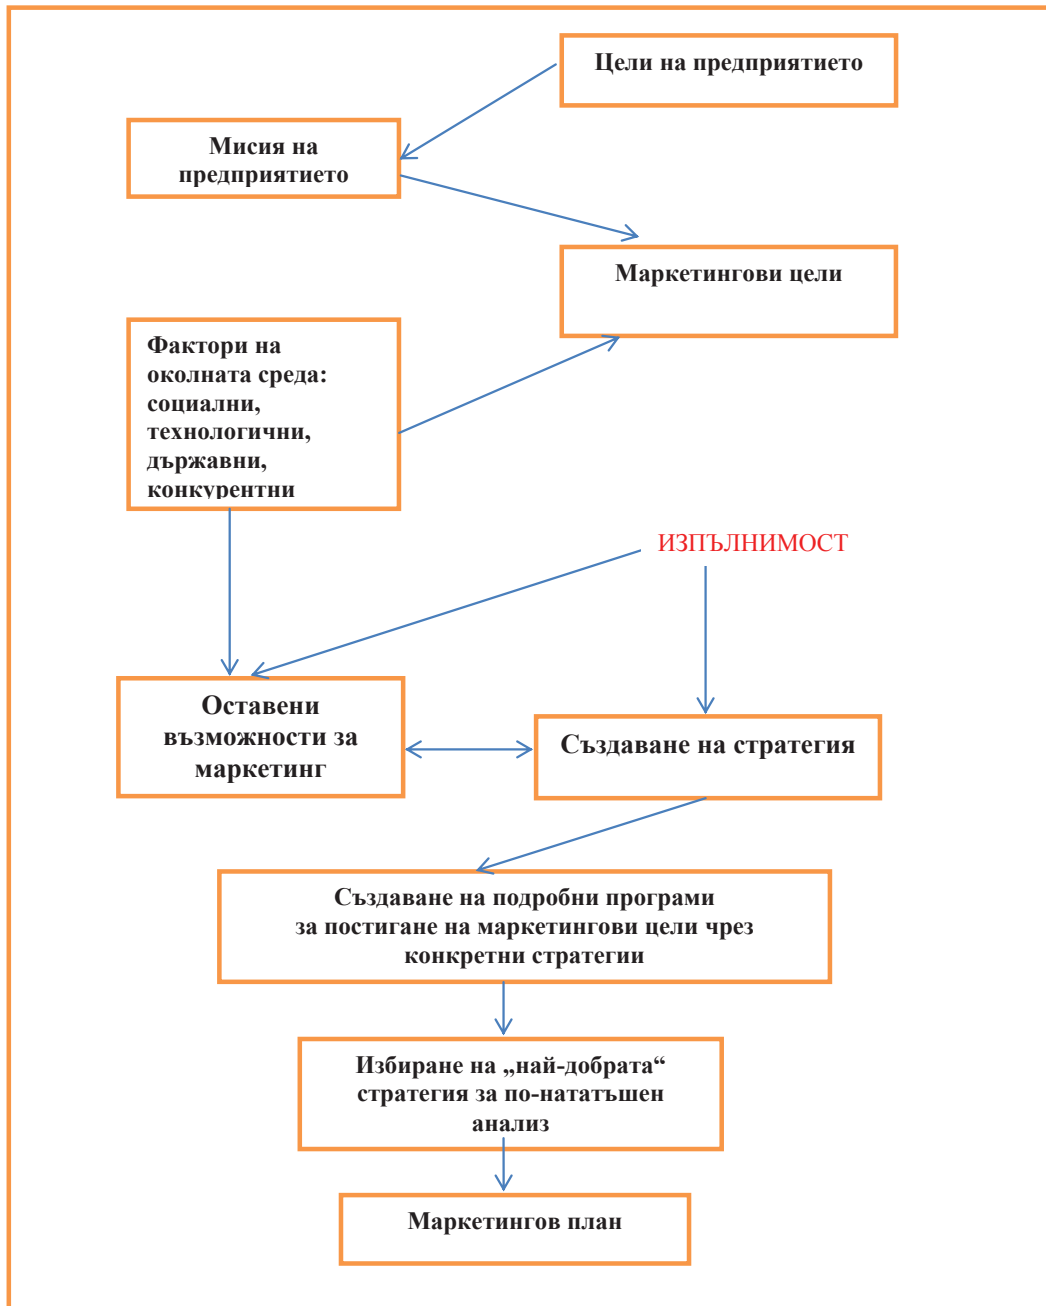 Цели на предприятието
Мисия на
предприятието
Маркетингови цели
Фактори на
околната среда:
социални,
технологични,
държавни,
конкурентни
ИЗПЪЛНИМОСТ
Оставени
възможности за
маркетинг
Създаване на стратегия
Създаване на подробни програми
за постигане на маркетингови цели чрез
конкретни стратегии
Избиране на „най-добрата“
стратегия за по-нататъшен
анализ
Маркетингов план